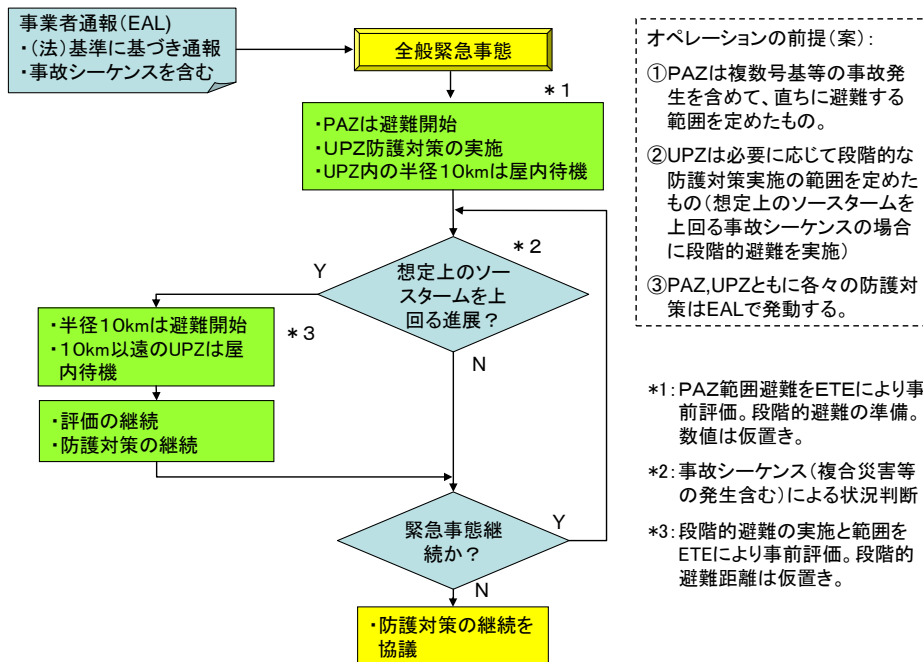 事業者通報(EAL)
・(法)基準に基づき通報
・事故シーケンスを含む
全般緊急事態
＊1
・PAZは避難開始
・UPZ防護対策の実施
・UPZ内の半径10kmは屋内待機
＊2
想定上のソー
スタームを上
回る進展？
Y
N
・半径10kmは避難開始
・10km以遠のUPZは屋
内待機
＊3
・評価の継続
・防護対策の継続
緊急事態継
続か？
Y
N
・防護対策の継続を
協議
オペレーションの前提(案)：
①PAZは複数号基等の事故発
生を含めて、直ちに避難する
範囲を定めたもの。
②UPZは必要に応じて段階的な
防護対策実施の範囲を定めた
もの(想定上のソースタームを
上回る事故シーケンスの場合
に段階的避難を実施)
③PAZ,UPZともに各々の防護対
策はEALで発動する。
*1：PAZ範囲避難をETEにより事
前評価。段階的避難の準備。
数値は仮置き。
*2：事故シーケンス(複合災害等
の発生含む)による状況判断
*3：段階的避難の実施と範囲を
ETEにより事前評価。段階的
避難距離は仮置き。